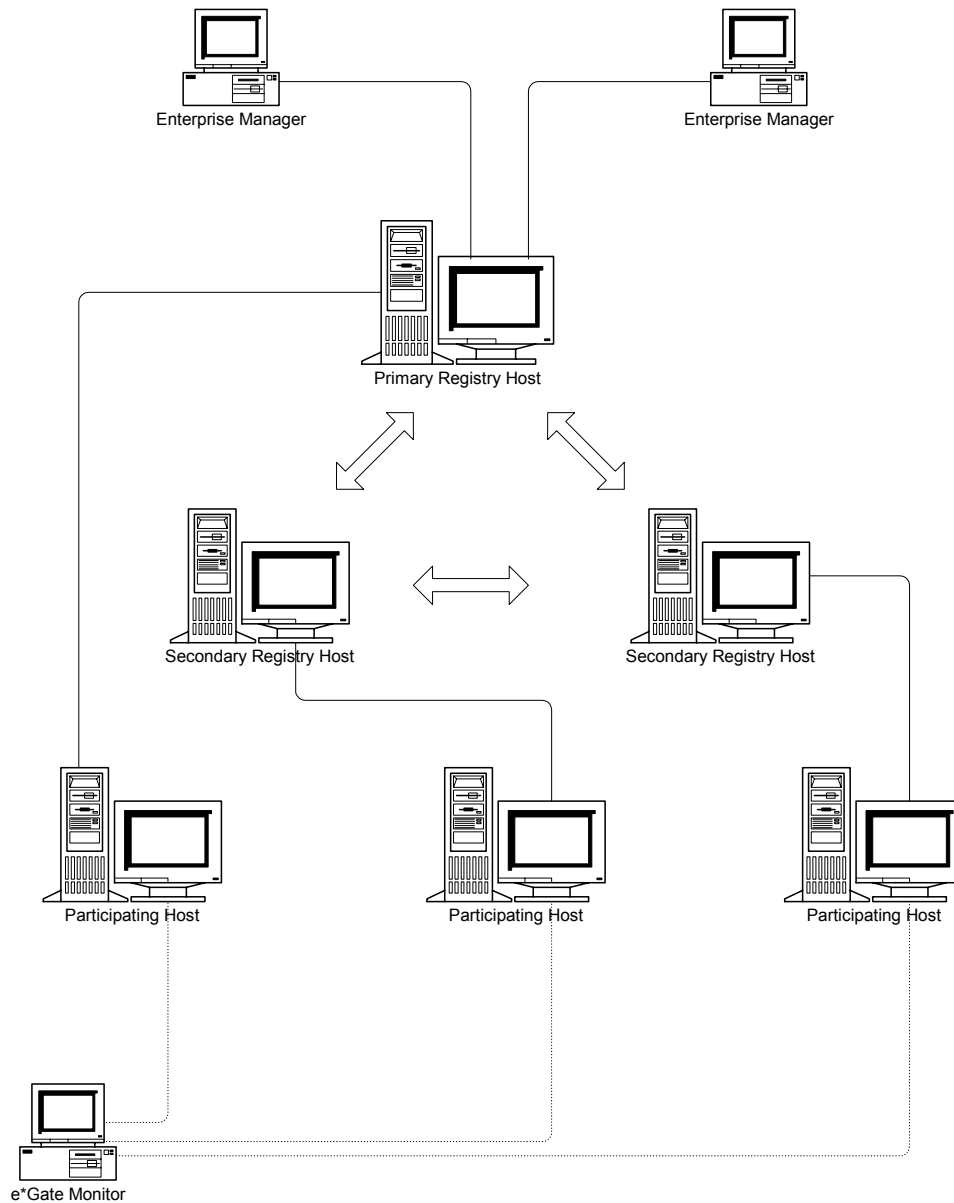 Enterprise Manager
Enterprise Manager
Primary Registry Host
Secondary Registry Host
Secondary Registry Host
Participating Host
Participating Host
Participating Host
e*Gate Monitor